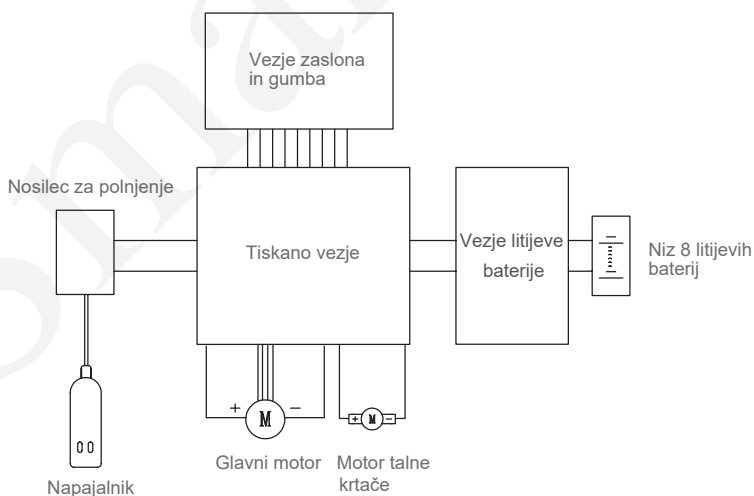 Vezje zaslona
in gumba
Nosilec za polnjenje
Tiskano vezje
Vezje litijeve
baterije
Niz 8 litijevih
baterij
+ M −
+ M −
Glavni motor
Motor talne
krtače
Napajalnik